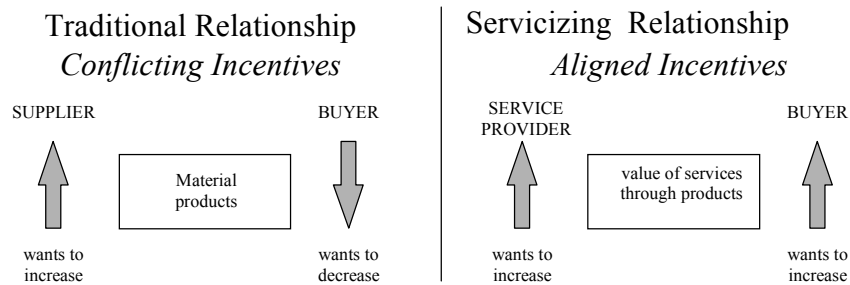 Traditional Relationship
Conflicting Incentives
SUPPLIER
BUYER
Material
products
wants to
increase
wants to
decrease
Servicizing Relationship
Aligned Incentives
SERVICE
PROVIDER
BUYER
value of services
through products
wants to
increase
wants to
increase